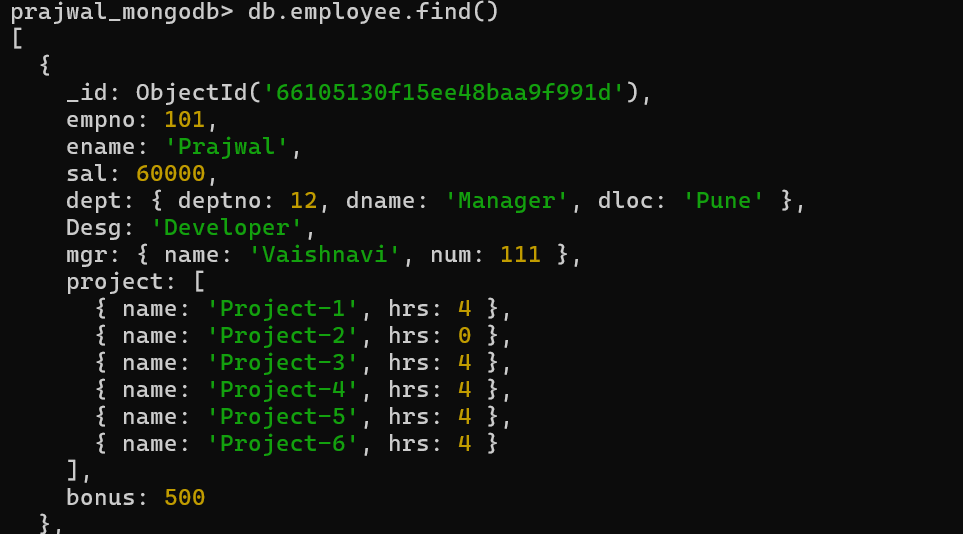 prajwal_mongodb> db.employee.find()
[
  {
    _id: ObjectId('66105130f15ee48baa9f991d'),
    empno: 101,
    ename: 'Prajwal',
    sal: 60000,
    dept: { deptno: 12, dname: 'Manager', dloc: 'Pune' },
    Desg: 'Developer',
    mgr: { name: 'Vaishnavi', num: 111 },
    project: [
      { name: 'Project-1', hrs: 4 },
      { name: 'Project-2', hrs: 0 },
      { name: 'Project-3', hrs: 4 },
      { name: 'Project-4', hrs: 4 },
      { name: 'Project-5', hrs: 4 },
      { name: 'Project-6', hrs: 4 }
    ],
    bonus: 500
  },